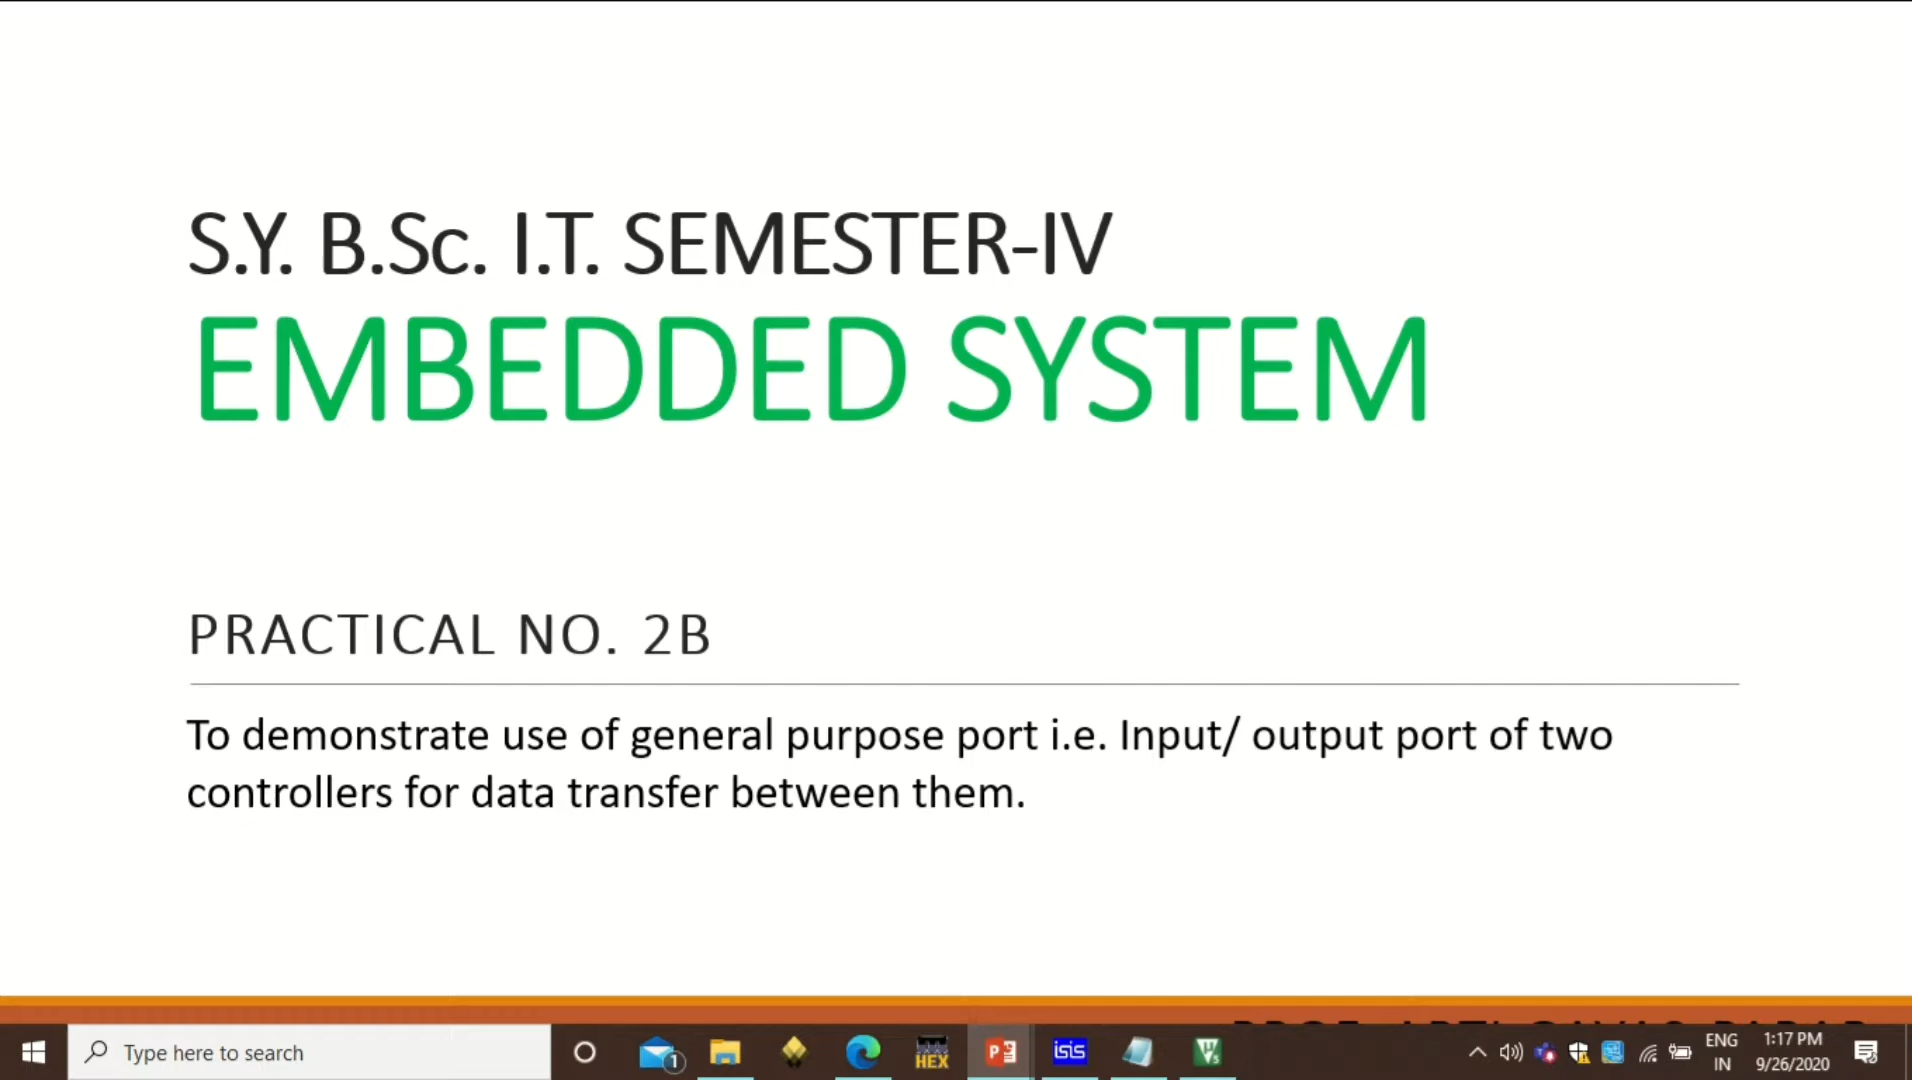 S.Y. B.Sc. I.T. SEMESTER-IV
EMBEDDED SYSTEM
PRACTICAL NO. 2B
To demonstrate use of general purpose port i.e. Input/ output port of two
controllers for data transfer between them.
Type here to search
1
HEX
isis
ENG
IN
1:17 PM
9/26/2020